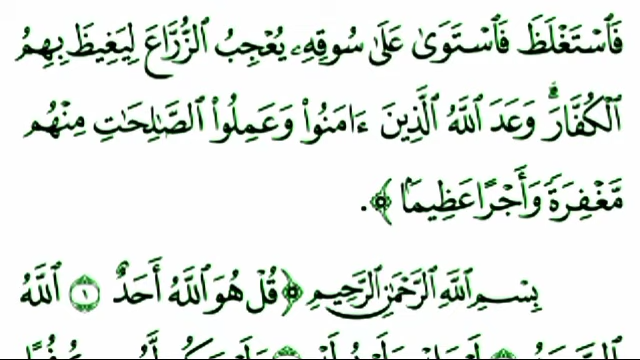 فَٱسۡتَغۡلَظَ فَٱسۡتَوَىٰ عَلَىٰ سُوقِهِۦ يُعۡجِبُ ٱلزُّرَّاعَ لِيَغِيظَ بِهِمُ
ٱلۡكُفَّارَۗ وَعَدَ ٱللَّهُ ٱلَّذِينَ ءَامَنُواْ وَعَمِلُواْ ٱلصَّٰلِحَٰتِ مِنۡهُم
مَّغۡفِرَةٗ وَأَجۡرًا عَظِيمَۢا ﴾.
بِسۡمِ ٱللَّهِ ٱلرَّحۡمَٰنِ ٱلرَّحِيمِ ﴿قُلۡ هُوَ ٱللَّهُ أَحَدٌ ١ ٱللَّهُ